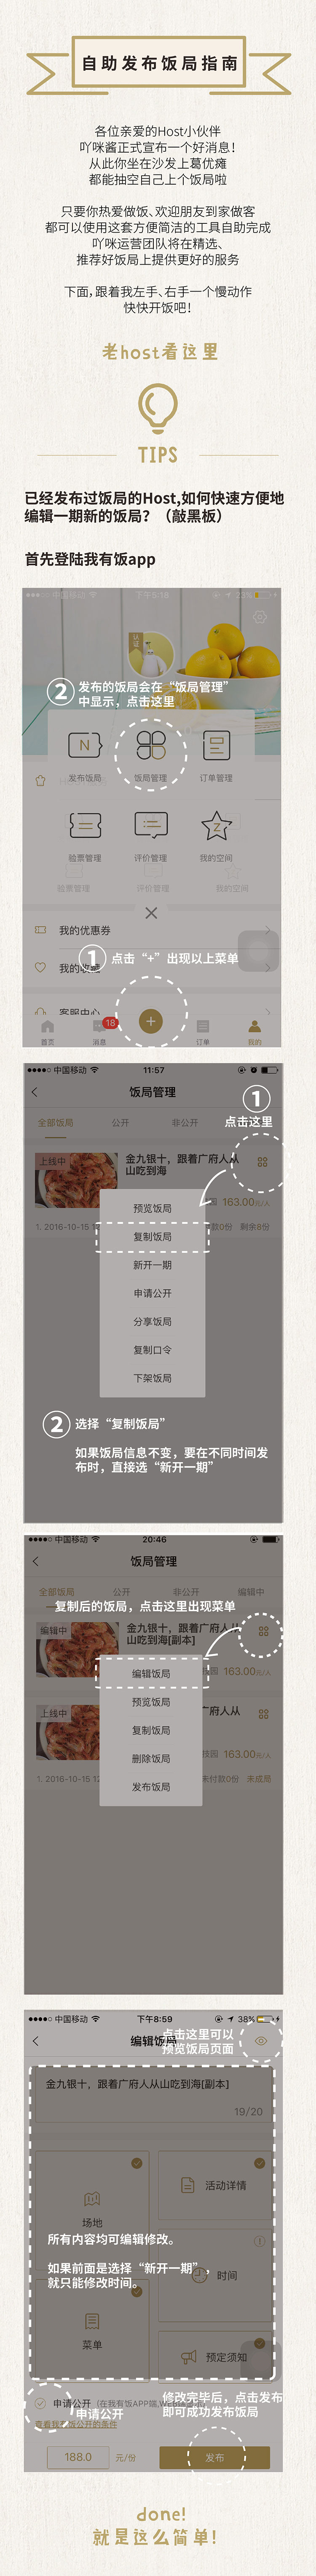 自助发布饭局指南
各位亲爱的Host小伙伴
吖咪酱正式宣布一个好消息!
从此你坐在沙发上葛优瘫
都能抽空自己上个饭局啦
只要你热爱做饭、欢迎朋友到家做客
都可以使用这套方便简洁的工具自助完成
吖咪运营团队将在精选、
推荐好饭局上提供更好的服务
下面,跟着我左手、右手一个慢动作
快快开饭吧!
老host看这里
TIPS
已经发布过饭局的Host,如何快速方便地
编辑一期新的饭局?(敲黑板)
首先登陆我有饭app
中国移动
下午5:18
22%
2 发布的饭局会在“饭局管理”
中显示,点击这里
发布饭局
饭局管理
订单管理
验票管理
评价管理
我的空间
验票管理
评价管理
我的空间
我的优惠券
1 点击“+”出现以上菜单
我的收藏
客服中心
18
首页
消息
订单
我的
中国移动
11:57
饭局管理
1
点击这里
全部饭局
公开
非公开
上线中
金九银十,跟着广府人从
山吃到海
163.00元/人
1. 2016-10-15 1
款0份
剩余8份
预览饭局
复制饭局
新开一期
申请公开
分享饭局
复制口令
下架饭局
2 选择“复制饭局”
如果饭局信息不变,要在不同时间发
布时,直接选“新开一期”
中国移动
20:46
饭局管理
全部饭局
公开
非公开
编辑中
复制后的饭局,点击这里出现菜单
编辑中
金九银十,跟着广府人从
山吃到海[副本]
技园 163.00元/人
编辑饭局
预览饭局
复制饭局
删除饭局
发布饭局
上线中
广府人从
技园 163.00元/人
1. 2016-10-15 12
未付款0份
未成局
中国移动
下午8:59
38%
编辑饭局
点击这里可以
预览饭局页面
金九银十,跟着广府人从山吃到海[副本]
19/20
场地
活动详情
所有内容均可编辑修改。
如果前面是选择“新开一期”,
就只能修改时间。
时间
菜单
预定须知
申请公开
(在我有饭APP端,WEB
申请公开
查看我有饭公开的条件
修改完毕后,点击发布
即可成功发布饭局
188.0
元/份
发布
done!
就是这么简单!